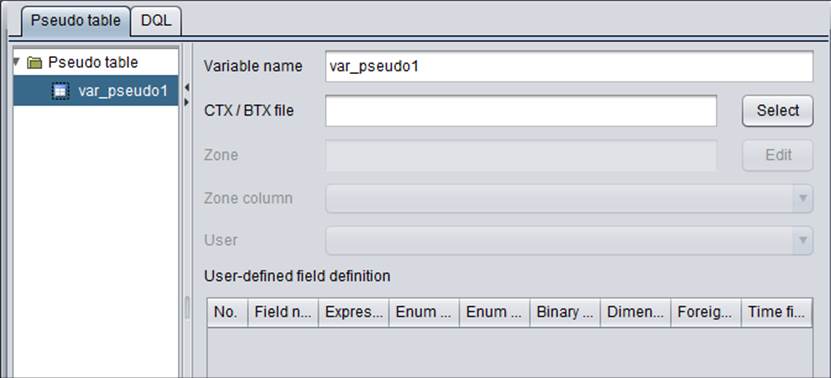 Pseudo table DQL
Pseudo table
var_pseudo1
Variable name var_pseudo1
CTX / BTX file Select
Zone Edit
Zone column
User
User-defined field definition
No. Field n... Expres... Enum ... Enum ... Binary ... Dimen... Foreig... Time fi...